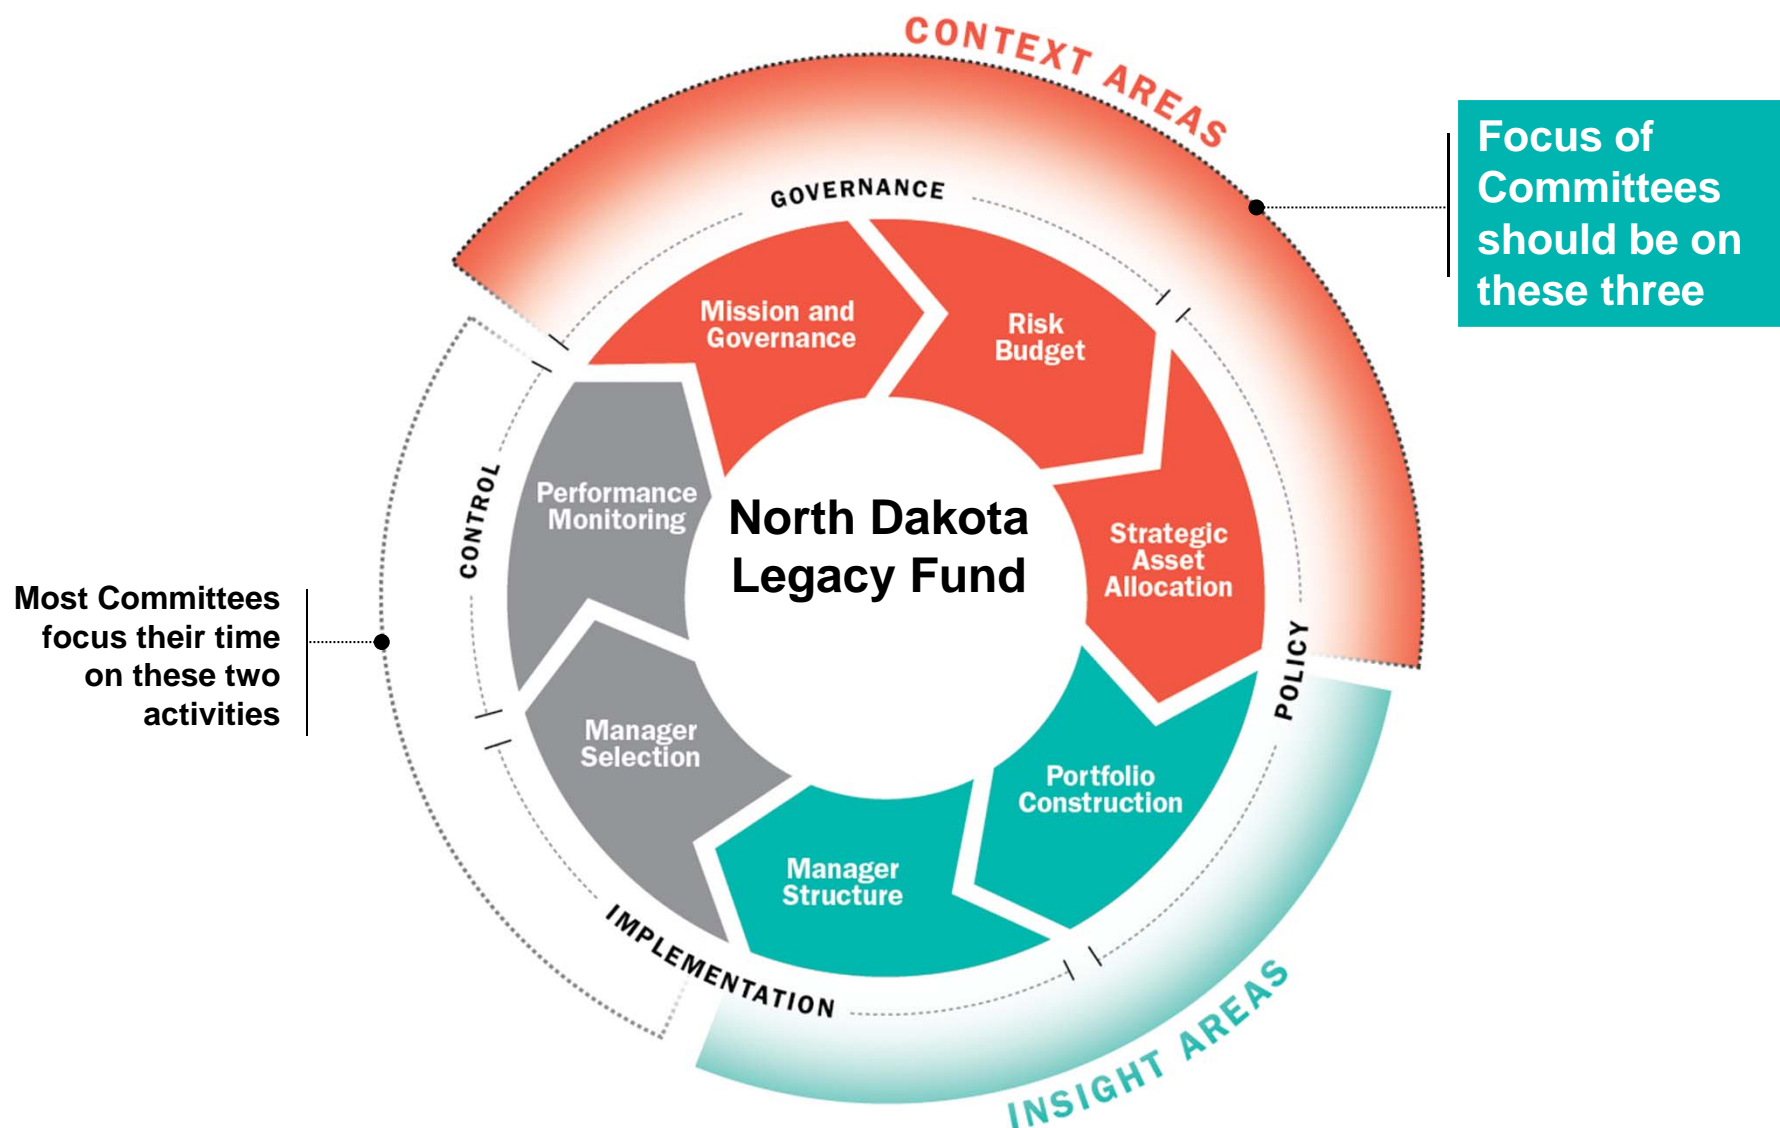 CONTEXT AREAS
Focus of
Committees
should be on
these three
GOVERNANCE
Mission and
Governance
Risk
Budget
Strategic
Asset
Allocation
POLICY
Portfolio
Construction
Manager
Structure
INSIGHT AREAS
IMPLEMENTATION
Manager
Selection
Performance
Monitoring
CONTROL
North Dakota
Legacy Fund
Most Committees
focus their time
on these two
activities